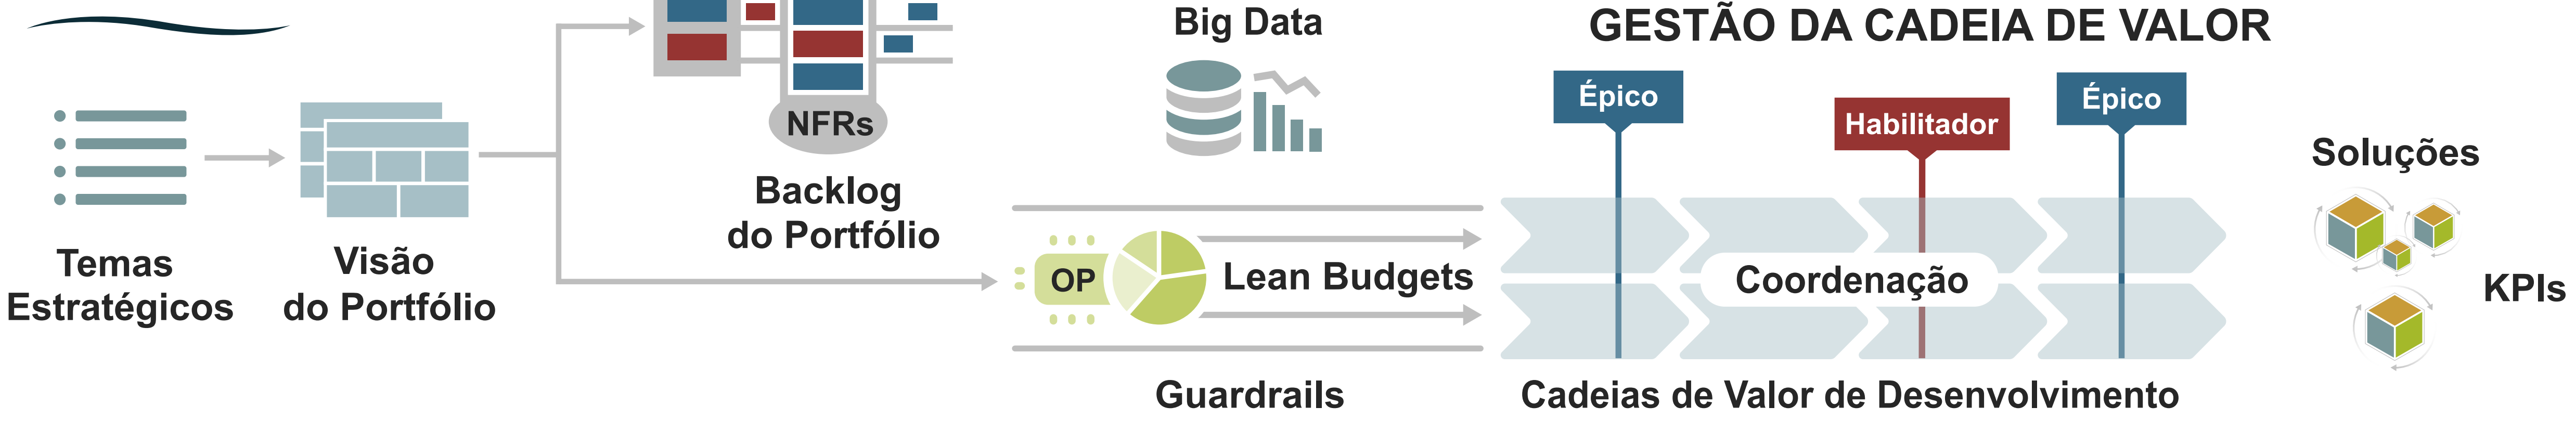 Temas
Estratégicos
Visão
do Portfólio
NFRs
Backlog
do Portfólio
Big Data
OP
Lean Budgets
Guardrails
GESTÃO DA CADEIA DE VALOR
Épico
Habilitador
Épico
Coordenação
Cadeias de Valor de Desenvolvimento
Soluções
KPIs